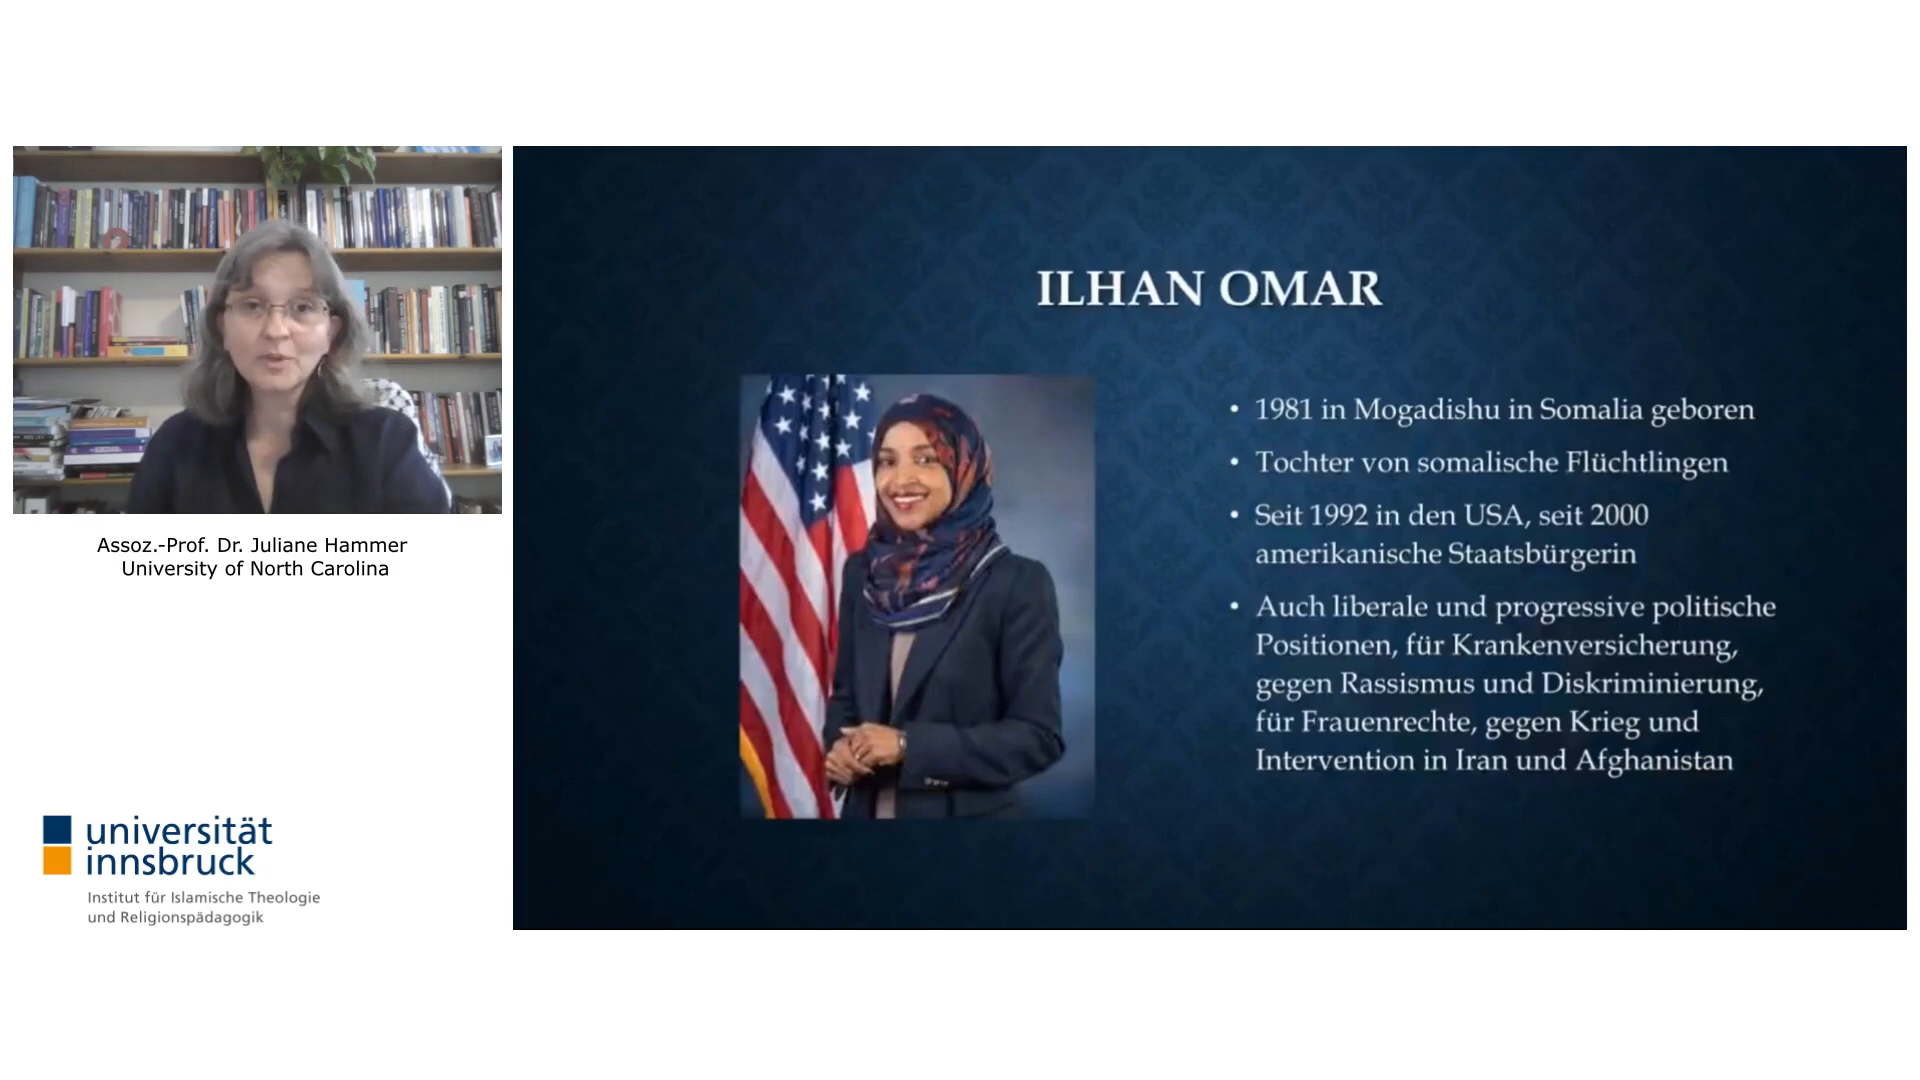 Assoz.-Prof. Dr. Juliane Hammer
University of North Carolina
universität
innsbruck
Institut für Islamische Theologie
und Religionspädagogik
ILHAN OMAR
• 1981 in Mogadishu in Somalia geboren
• Tochter von somalische Flüchtlingen
• Seit 1992 in den USA, seit 2000
amerikanische Staatsbürgerin
• Auch liberale und progressive politische
Positionen, für Krankenversicherung,
gegen Rassismus und Diskriminierung,
für Frauenrechte, gegen Krieg und
Intervention in Iran und Afghanistan